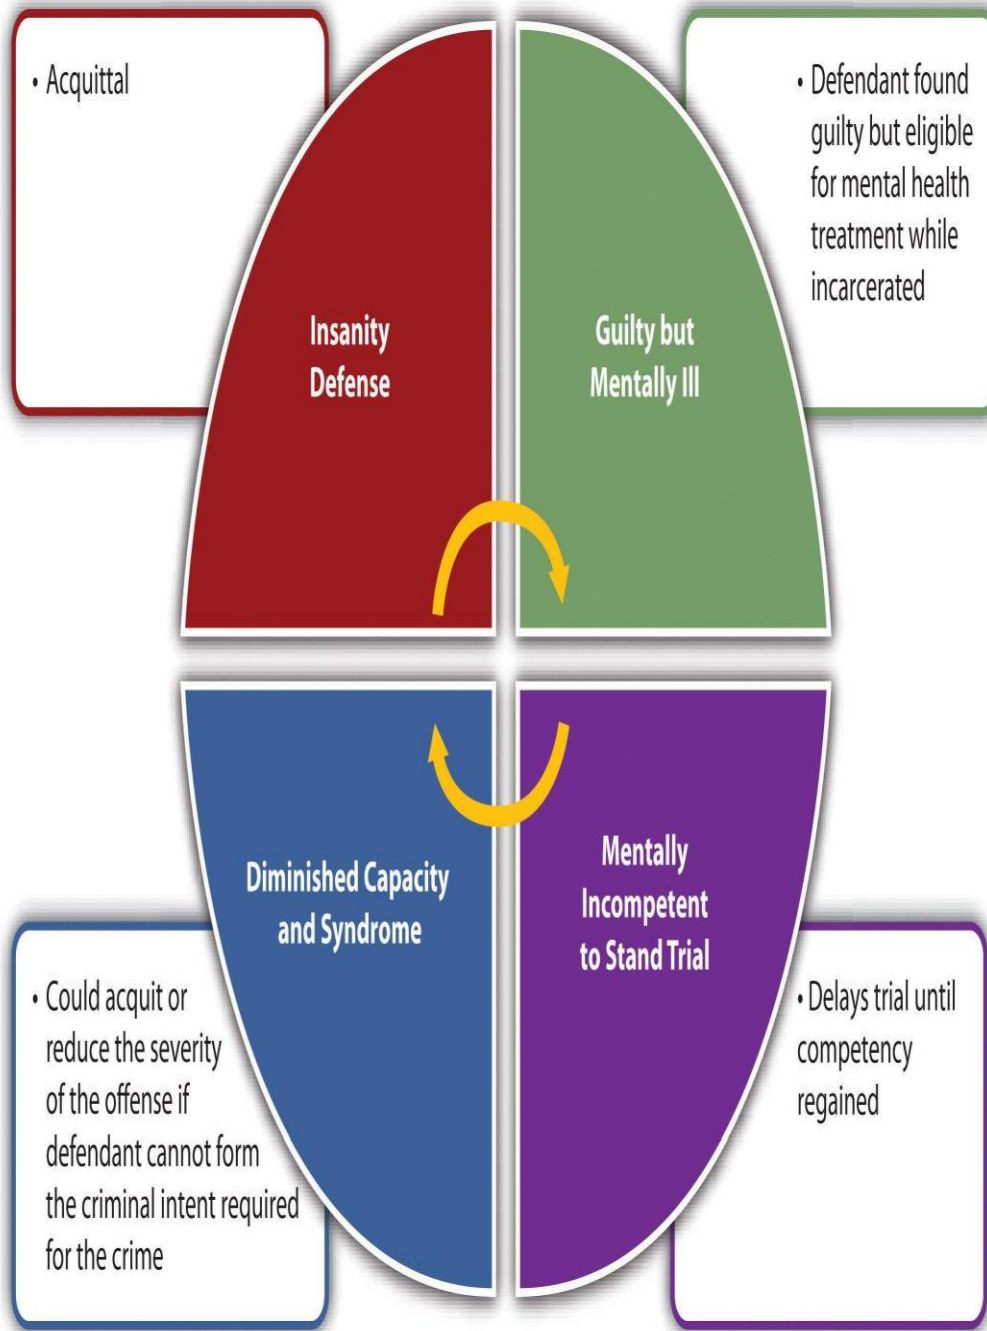 • Acquittal
Insanity
Defense
• Defendant found
guilty but eligible
for mental health
treatment while
incarcerated
Guilty but
Mentally Ill
Diminished Capacity
and Syndrome
• Could acquit or
reduce the severity
of the offense if
defendant cannot form
the criminal intent required
for the crime
Mentally
Incompetent
to Stand Trial
• Delays trial until
competency
regained